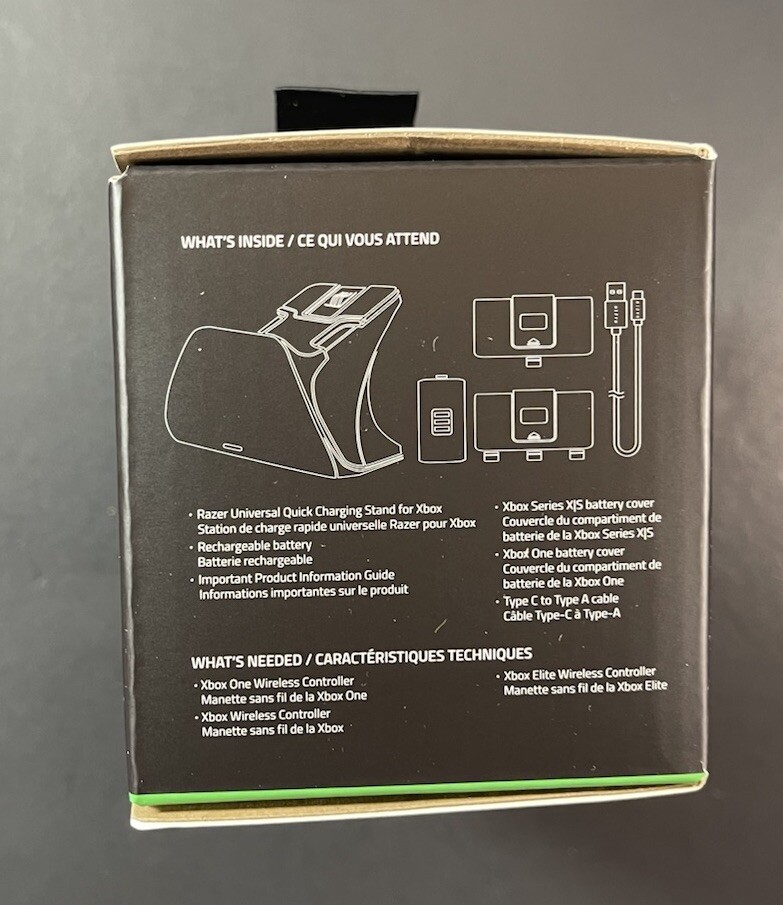 WHAT'S INSIDE / CE QUI VOUS ATTEND
• Razer Universal Quick Charging Stand for Xbox
Station de charge rapide universelle Razer pour Xbox
• Rechargeable battery
Batterie rechargeable
• Important Product Information Guide
Informations importantes sur le produit
• Xbox Series X|S battery cover
Couvercle du compartiment de
batterie de la Xbox Series X|S
• Xbox One battery cover
Couvercle du compartiment de
batterie de la Xbox One
• Type C to Type A cable
Câble Type-C à Type-A
WHAT'S NEEDED / CARACTÉRISTIQUES TECHNIQUES
• Xbox One Wireless Controller
Manette sans fil de la Xbox One
• Xbox Wireless Controller
Manette sans fil de la Xbox
• Xbox Elite Wireless Controller
Manette sans fil de la Xbox Elite